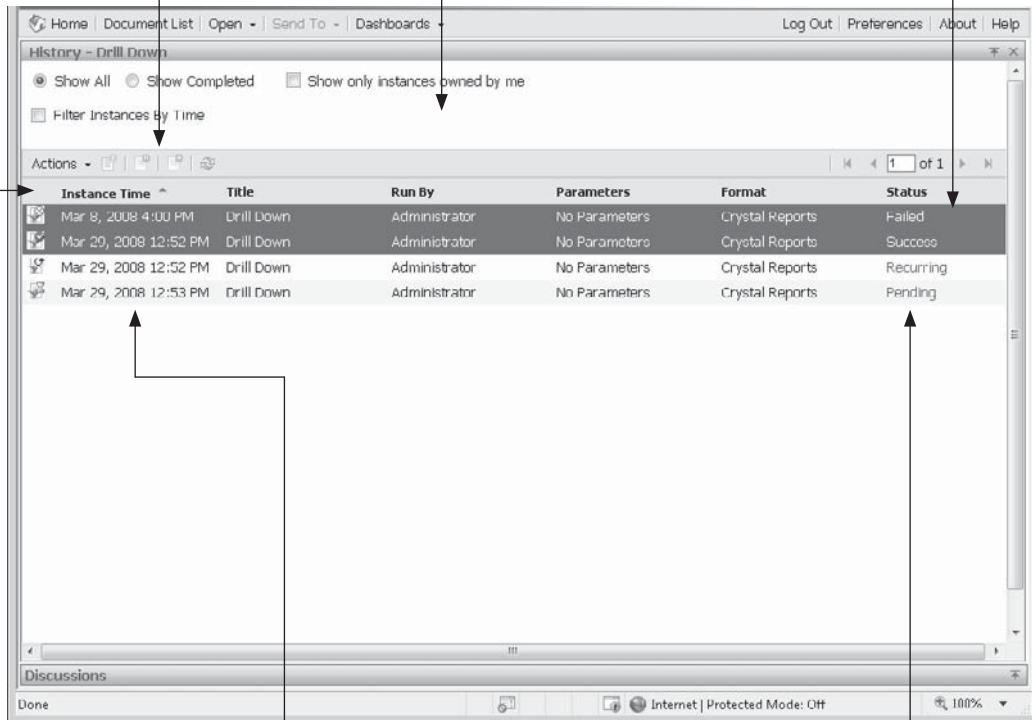 Home Document List Open Send To Dashboards Log Out Preferences About Help
History - Drill Down
Show All Show Completed Show only instances owned by me
Filter Instances By Time
Actions 1 of 1
Instance Time Title Run By Parameters Format Status
Mar 8, 2008 4:00 PM Drill Down Administrator No Parameters Crystal Reports Failed
Mar 29, 2008 12:52 PM Drill Down Administrator No Parameters Crystal Reports Success
Mar 29, 2008 12:52 PM Drill Down Administrator No Parameters Crystal Reports Recurring
Mar 29, 2008 12:53 PM Drill Down Administrator No Parameters Crystal Reports Pending
Discussions
Done Internet | Protected Mode: Off 100%